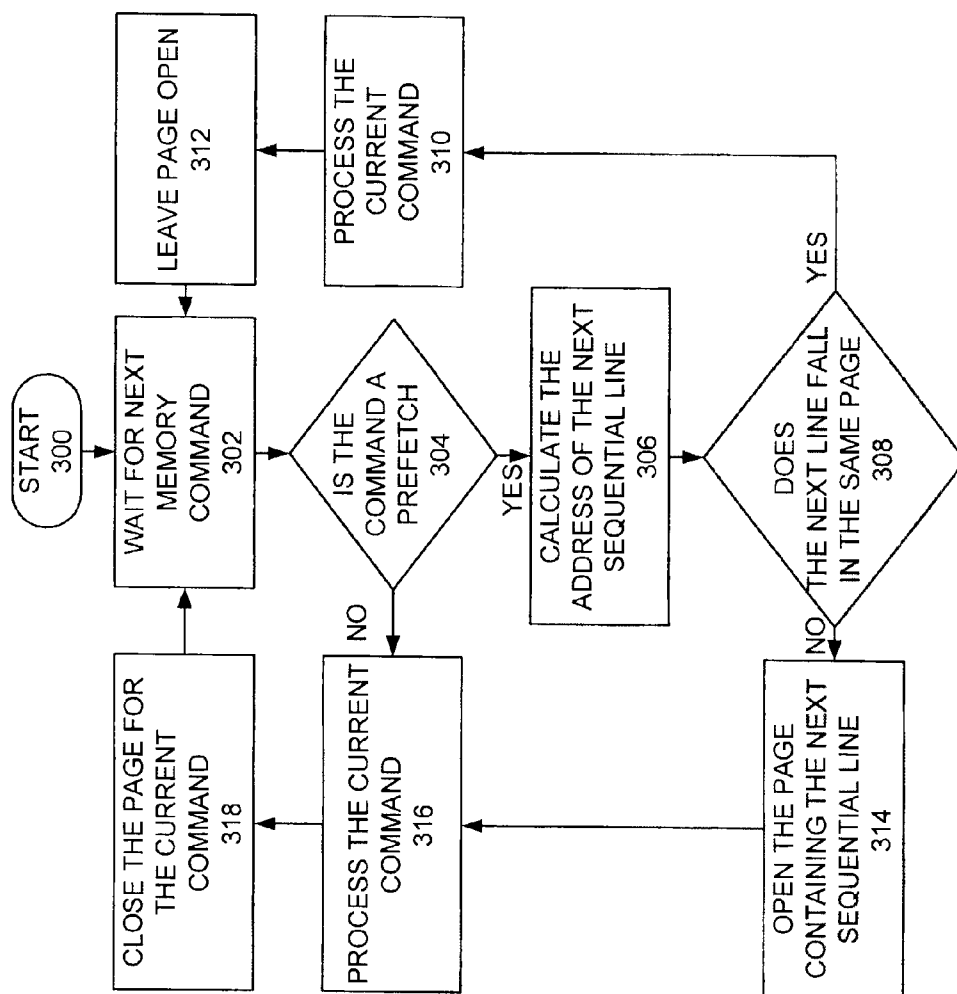 START
300
WAIT FOR NEXT
MEMORY
COMMAND
302
IS THE
COMMAND A
PREFETCH
304
YES
NO
CALCULATE THE
ADDRESS OF THE NEXT
SEQUENTIAL LINE
306
DOES
THE NEXT LINE FALL
IN THE SAME PAGE
308
YES
NO
PROCESS THE
CURRENT
COMMAND
310
LEAVE PAGE OPEN
312
OPEN THE PAGE
CONTAINING THE NEXT
SEQUENTIAL LINE
314
PROCESS THE CURRENT
COMMAND
316
CLOSE THE PAGE FOR
THE CURRENT
COMMAND
318